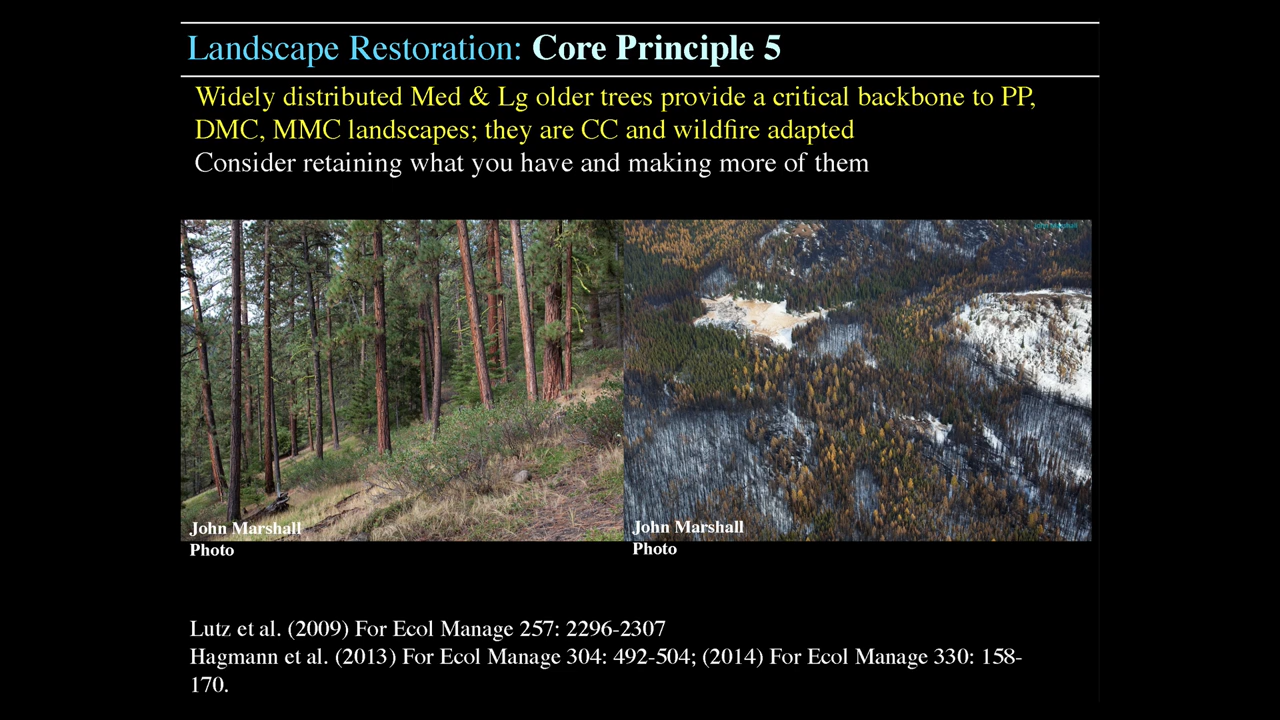 Landscape Restoration: Core Principle 5
Widely distributed Med & Lg older trees provide a critical backbone to PP,
DMC, MMC landscapes; they are CC and wildfire adapted
Consider retaining what you have and making more of them
John Marshall
Photo
John Marshall
Photo
Lutz et al. (2009) For Ecol Manage 257: 2296-2307
Hagmann et al. (2013) For Ecol Manage 304: 492-504; (2014) For Ecol Manage 330: 158-
170.